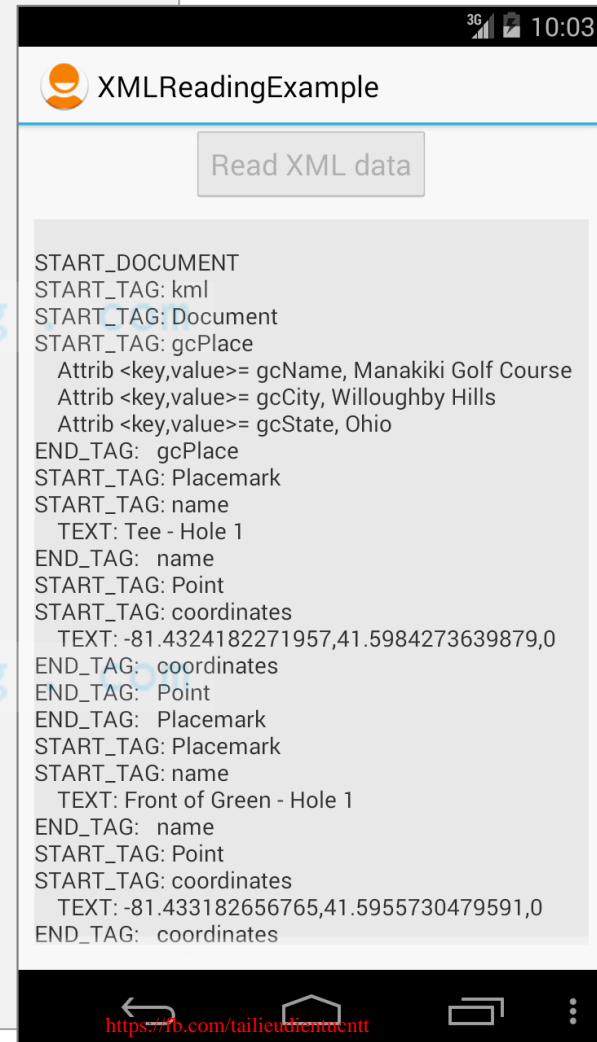 3G 10:03
XMLReadingExample
Read XML data
START_DOCUMENT
START_TAG: kml
START_TAG: Document
START_TAG: gcPlace
Attrib <key,value>= gcName, Manakiki Golf Course
Attrib <key,value>= gcCity, Willoughby Hills
Attrib <key,value>= gcState, Ohio
END_TAG:   gcPlace
START_TAG: Placemark
START_TAG: name
TEXT: Tee - Hole 1
END_TAG:   name
START_TAG: Point
START_TAG: coordinates
TEXT: -81.4324182271957,41.5984273639879,0
END_TAG:   coordinates
END_TAG:   Point
END_TAG:   Placemark
START_TAG: Placemark
START_TAG: name
TEXT: Front of Green - Hole 1
END_TAG:   name
START_TAG: Point
START_TAG: coordinates
TEXT: -81.433182656765,41.5955730479591,0
END_TAG:   coordinates
g . com
g . com
https://fb.com/tailieudientucntt